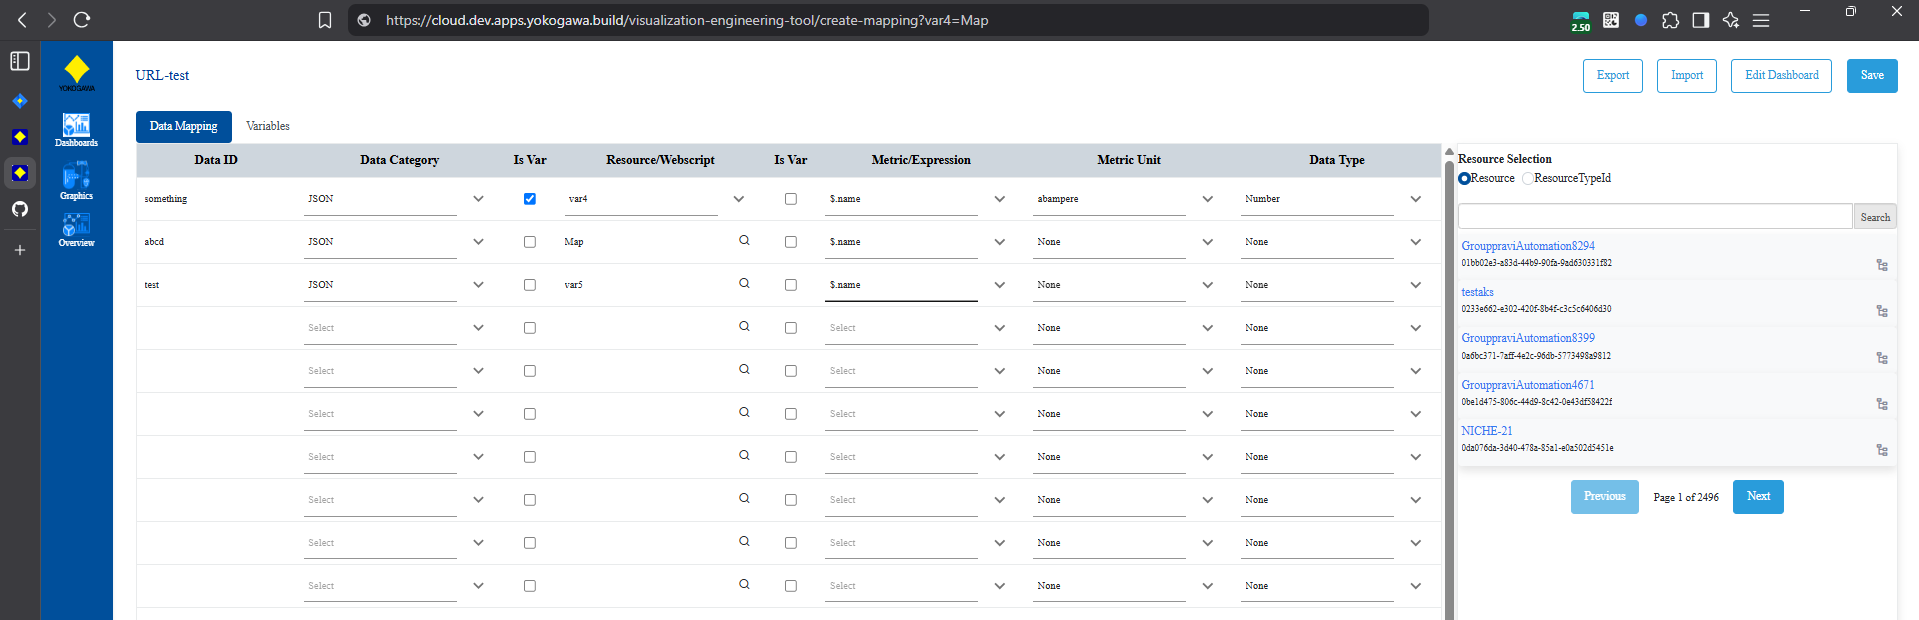 https://cloud.dev.apps.yokogawa.build/visualization-engineering-tool/create-mapping?var4=Map
2.50
YOKOGAWA
Dashboards
Graphics
Overview
URL-test
Export Import Edit Dashboard Save
Data Mapping Variables
Data ID Data Category Is Var Resource/Webscript Is Var Metric/Expression Metric Unit Data Type
something JSON var4 $.name abampere Number
abcd JSON Map $.name None None
test JSON var5 $.name None None
Select Select None None
Select Select None None
Select Select None None
Select Select None None
Select Select None None
Select Select None None
Select Select None None
Resource Selection
Resource ResourceTypeId
Search
GrouppraviAutomation8294
01bb02e3-a83d-44b9-90fa-9ad630331f82
testaks
0233e662-e302-420f-8b4f-c3c5c6406d30
GrouppraviAutomation8399
0a6bc371-7aff-4e2c-96db-5773498a9812
GrouppraviAutomation4671
0be1d475-806c-44d9-8c42-0e43df58422f
NICHE-21
0da076da-3d40-478a-85a1-e0a502d5451e
Previous Page 1 of 2496 Next